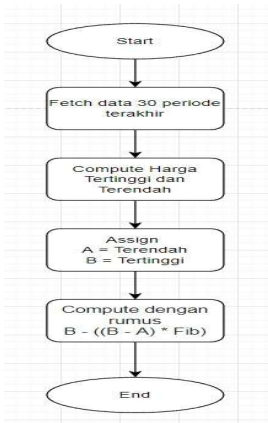 Start
Fetch data 30 periode
terakhir
Compute Harga
Tertinggi dan
Terendah
Assign
A = Terendah
B = Tertinggi
Compute dengan
rumus
B - ((B - A) * Fib)
End